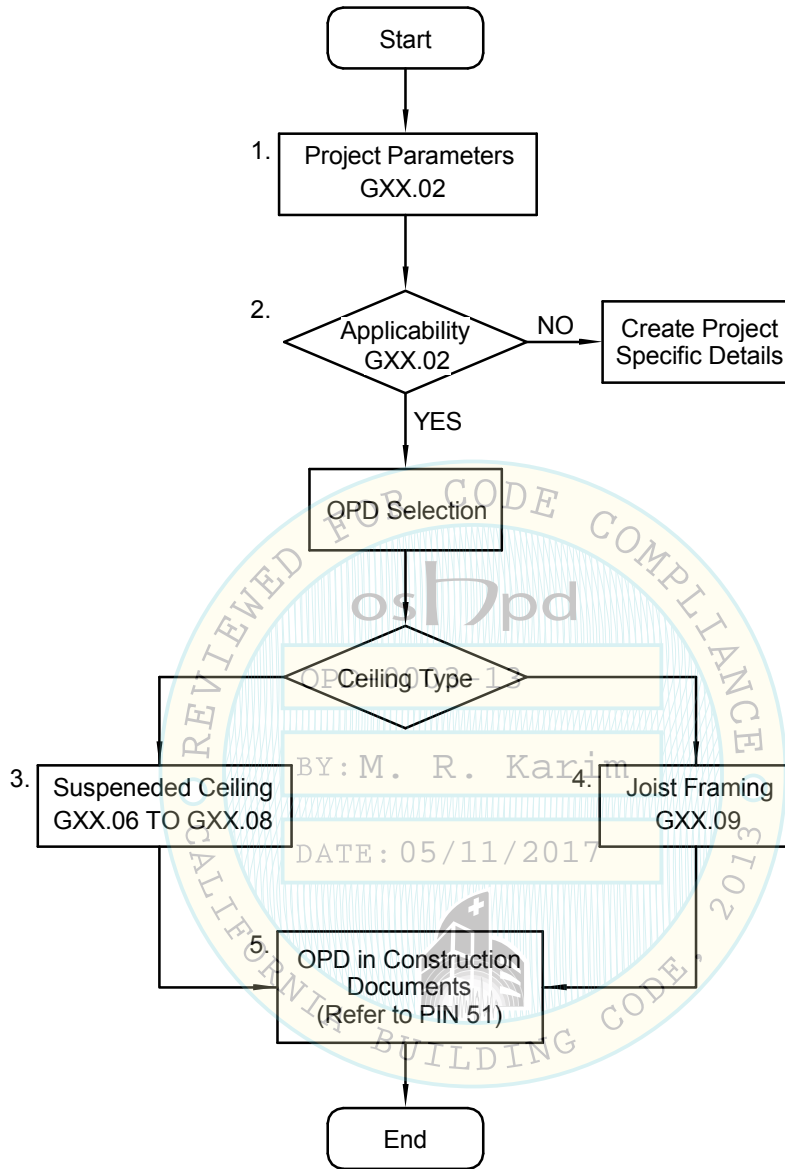 Start
1.
Project Parameters
GXX.02
2.
Applicability
GXX.02
NO
Create Project
Specific Details
YES
OPD Selection
REVIEWED FOR CODE COMPLIANCE
oshpd
Ceiling Type
OPD-0003-13
BY: M. R. Karim
3.
Suspeneded Ceiling
GXX.06 TO GXX.08
4.
Joist Framing
GXX.09
DATE: 05/11/2017
5.
OPD in Construction
Documents
(Refer to PIN 51)
CALIFORNIA BUILDING CODE, 2013
End